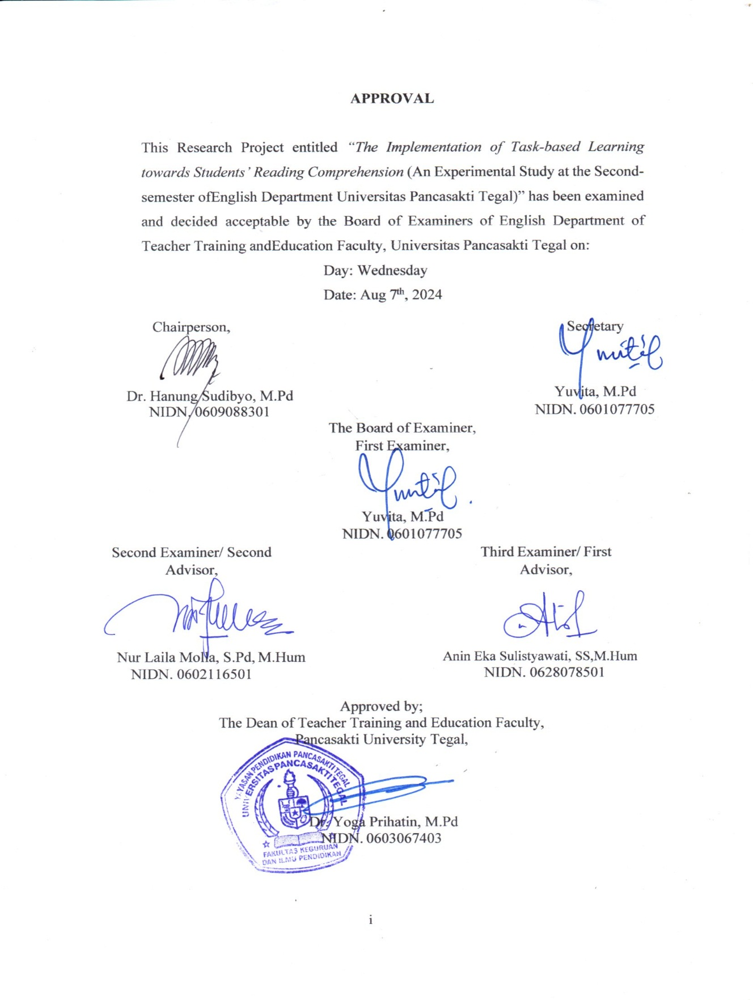 APPROVAL
This Research Project entitled “The Implementation of Task-based Learning
towards Students’ Reading Comprehension (An Experimental Study at the Second-
semester ofEnglish Department Universitas Pancasakti Tegal)” has been examined
and decided acceptable by the Board of Examiners of English Department of
Teacher Training andEducation Faculty, Universitas Pancasakti Tegal on:
Day: Wednesday
Date: Aug 7th, 2024
Chairperson,
Secretary
Dr. Hanung Sudibyo, M.Pd
NIDN. 0609088301
Yuvita, M.Pd
NIDN. 0601077705
The Board of Examiner,
First Examiner,
Yuvita, M.Pd
NIDN. 0601077705
Second Examiner/ Second
Advisor,
Third Examiner/ First
Advisor,
Nur Laila Molla, S.Pd, M.Hum
NIDN. 0602116501
Anin Eka Sulistyawati, SS,M.Hum
NIDN. 0628078501
Approved by;
The Dean of Teacher Training and Education Faculty,
Pancasakti University Tegal,
YAYASAN PENDIDIKAN PANCASAKTI TEGAL
UNIVERSITAS PANCASAKTI TEGAL
Dr. Yoga Prihatin, M.Pd
NIDN. 0603067403
FAKULTAS KEGURUAN
DAN ILMU PENDIDIKAN
i